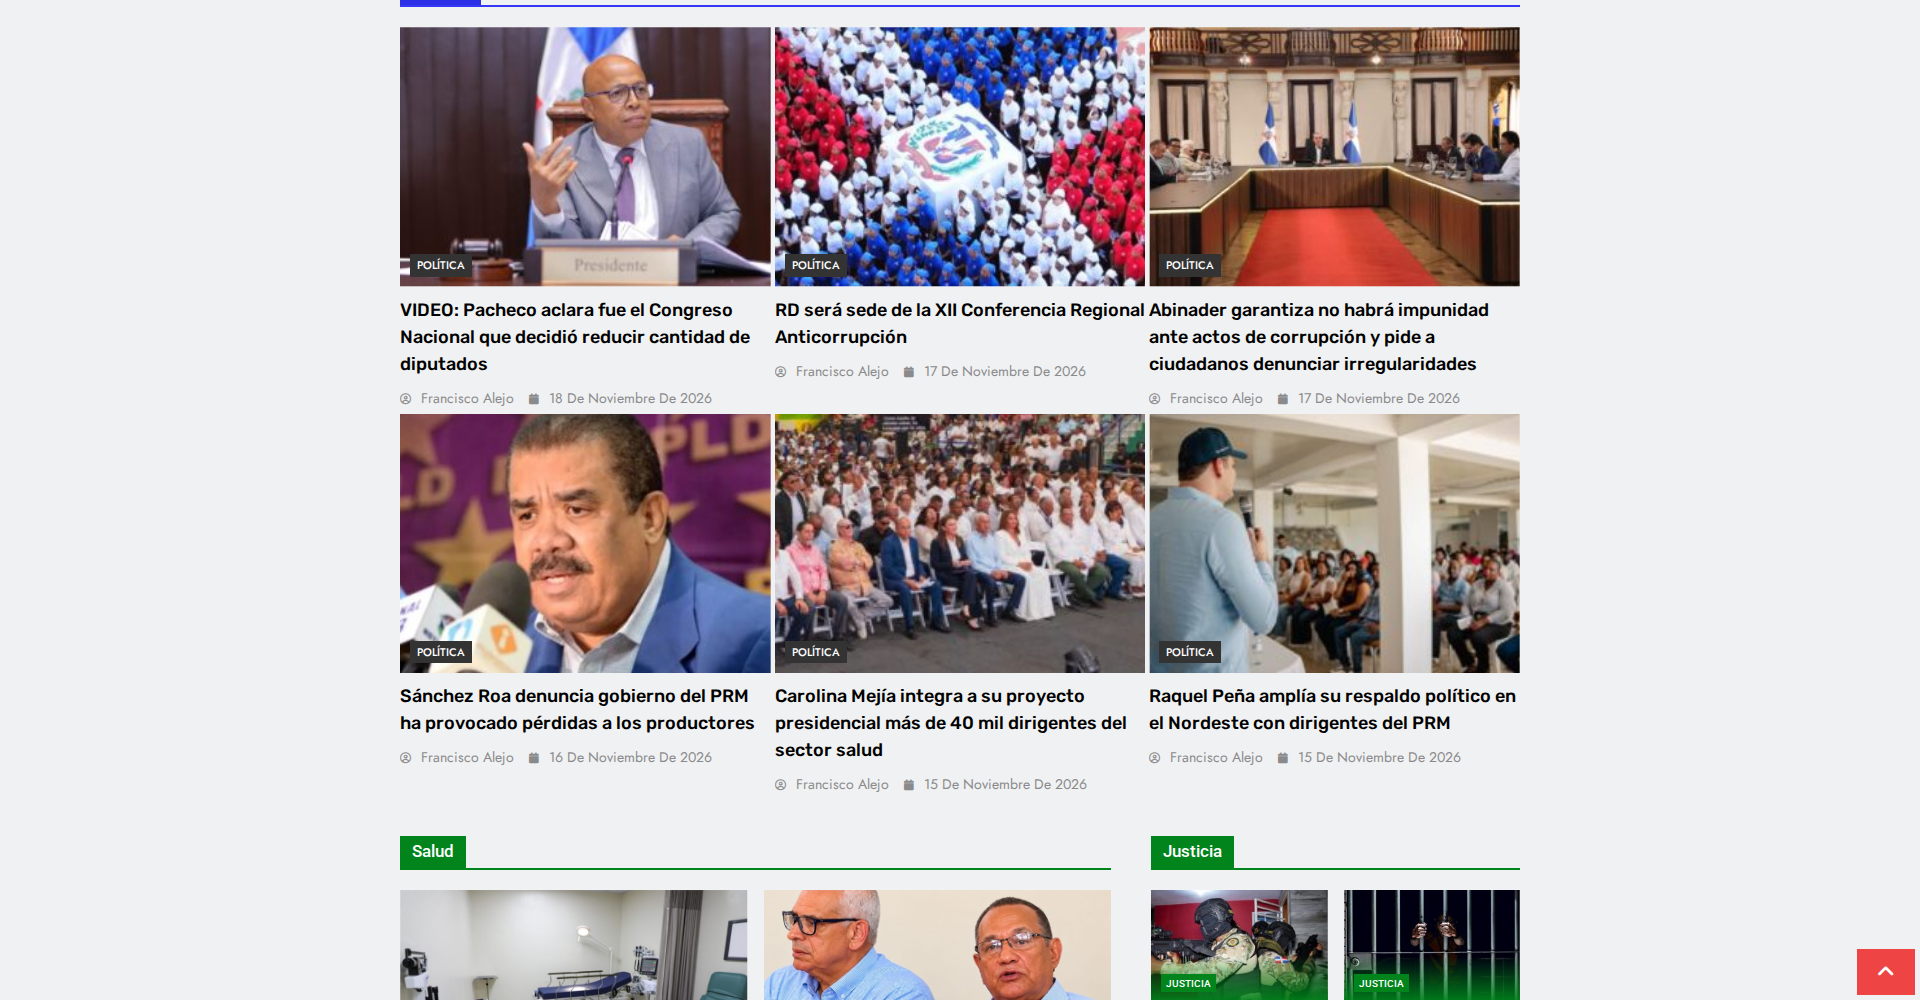 Presidente
POLÍTICA
POLÍTICA
POLÍTICA
VIDEO: Pacheco aclara fue el Congreso
Nacional que decidió reducir cantidad de
diputados
Francisco Alejo 18 De Noviembre De 2026
RD será sede de la XII Conferencia Regional
Anticorrupción
Francisco Alejo 17 De Noviembre De 2026
Abinader garantiza no habrá impunidad
ante actos de corrupción y pide a
ciudadanos denunciar irregularidades
Francisco Alejo 17 De Noviembre De 2026
PLD
POLÍTICA
POLÍTICA
POLÍTICA
Sánchez Roa denuncia gobierno del PRM
ha provocado pérdidas a los productores
Francisco Alejo 16 De Noviembre De 2026
Carolina Mejía integra a su proyecto
presidencial más de 40 mil dirigentes del
sector salud
Francisco Alejo 15 De Noviembre De 2026
Raquel Peña amplía su respaldo político en
el Nordeste con dirigentes del PRM
Francisco Alejo 15 De Noviembre De 2026
Salud
Justicia
JUSTICIA
JUSTICIA